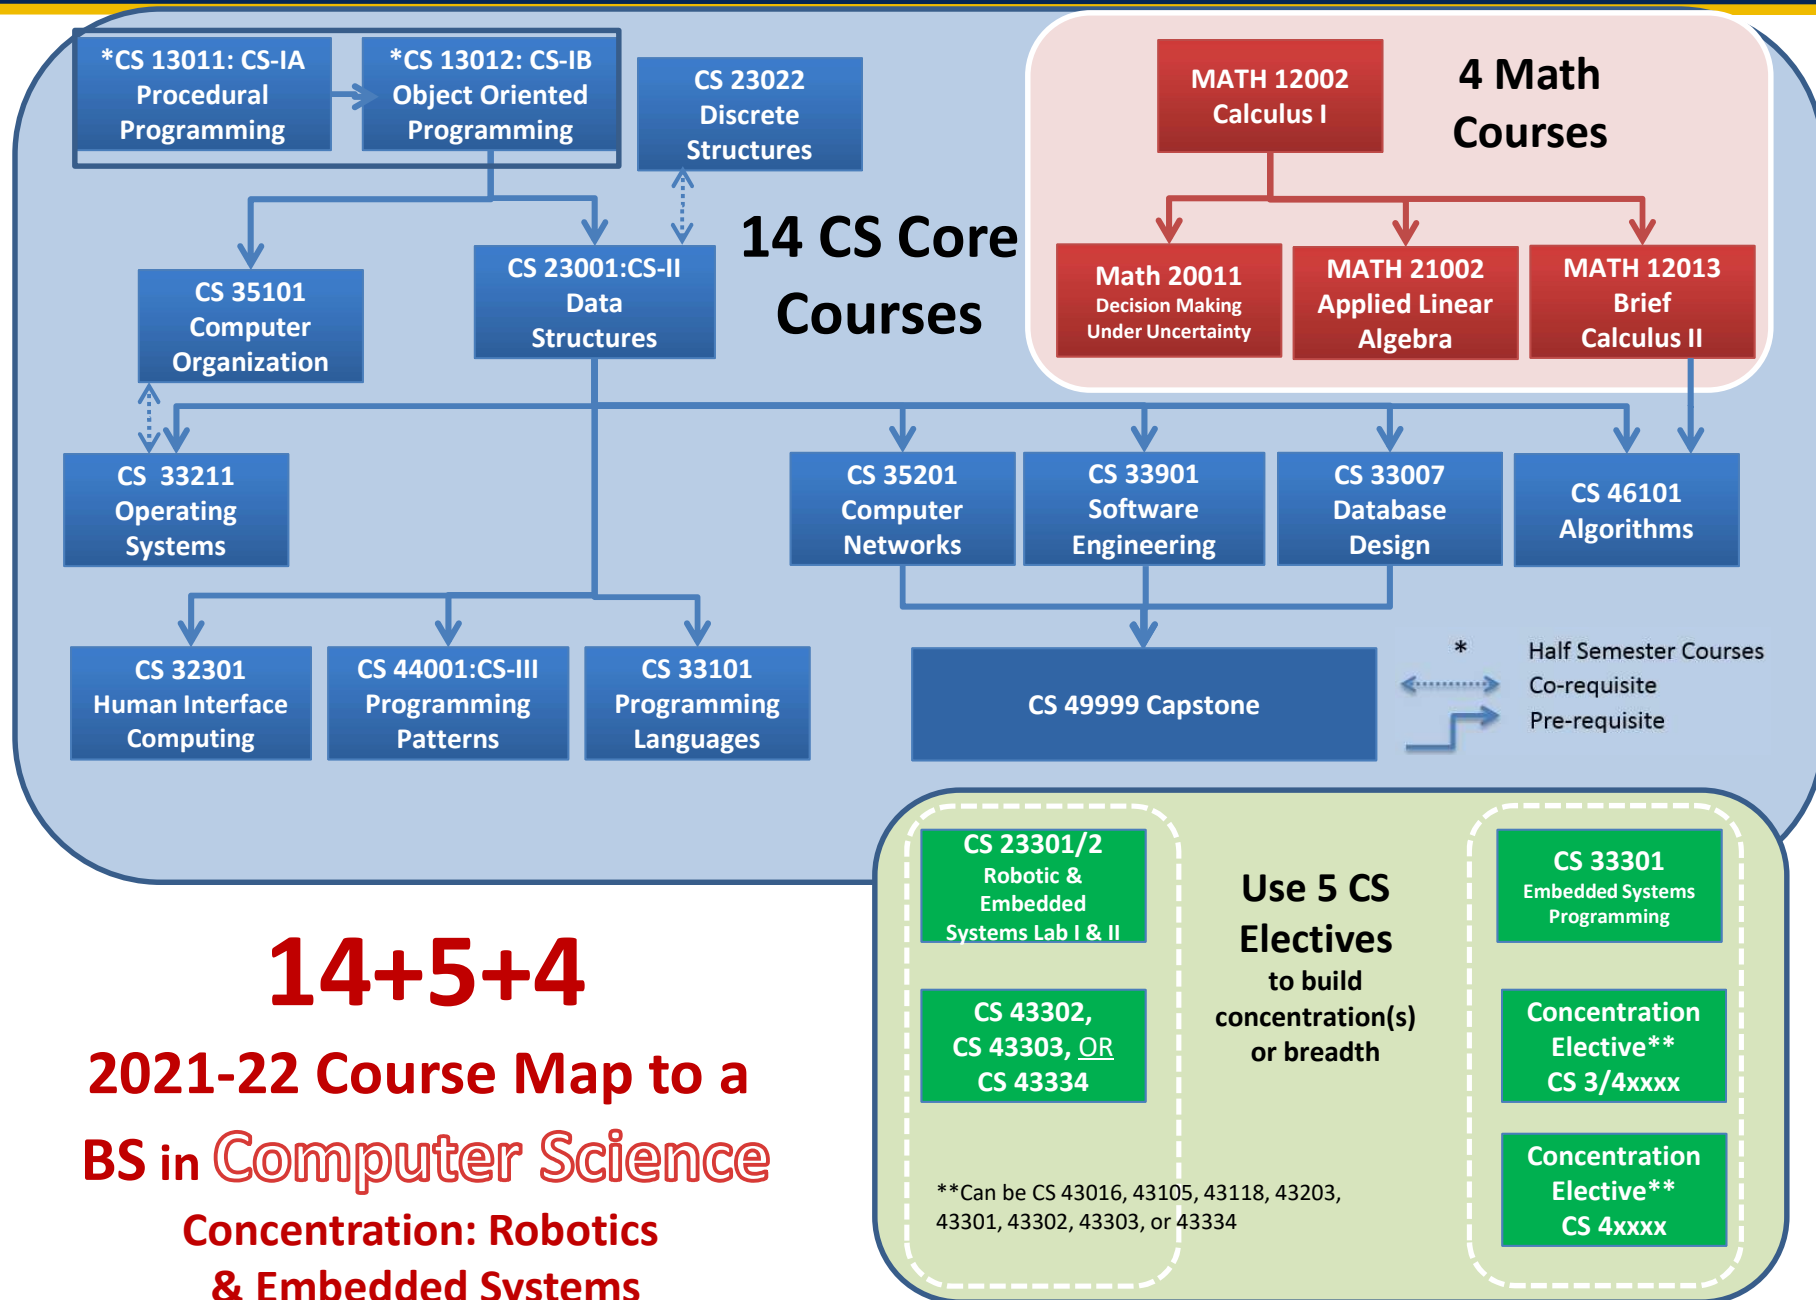 *CS 13011: CS-IA
Procedural
Programming
*CS 13012: CS-IB
Object Oriented
Programming
CS 23022
Discrete
Structures
MATH 12002
Calculus I
4 Math
Courses
14 CS Core
Courses
CS 35101
Computer
Organization
CS 23001:CS-II
Data
Structures
Math 20011
Decision Making
Under Uncertainty
MATH 21002
Applied Linear
Algebra
MATH 12013
Brief
Calculus II
CS 33211
Operating
Systems
CS 35201
Computer
Networks
CS 33901
Software
Engineering
CS 33007
Database
Design
CS 46101
Algorithms
CS 32301
Human Interface
Computing
CS 44001:CS-III
Programming
Patterns
CS 33101
Programming
Languages
CS 49999 Capstone
* Half Semester Courses
Co-requisite
Pre-requisite
CS 23301/2
Robotic &
Embedded
Systems Lab I & II
Use 5 CS
Electives
to build
concentration(s)
or breadth
CS 33301
Embedded Systems
Programming
CS 43302,
CS 43303, OR
CS 43334
Concentration
Elective**
CS 3/4xxxx
Concentration
Elective**
CS 4xxxx
**Can be CS 43016, 43105, 43118, 43203,
43301, 43302, 43303, or 43334
14+5+4
2021-22 Course Map to a
BS in Computer Science
Concentration: Robotics
& Embedded Systems